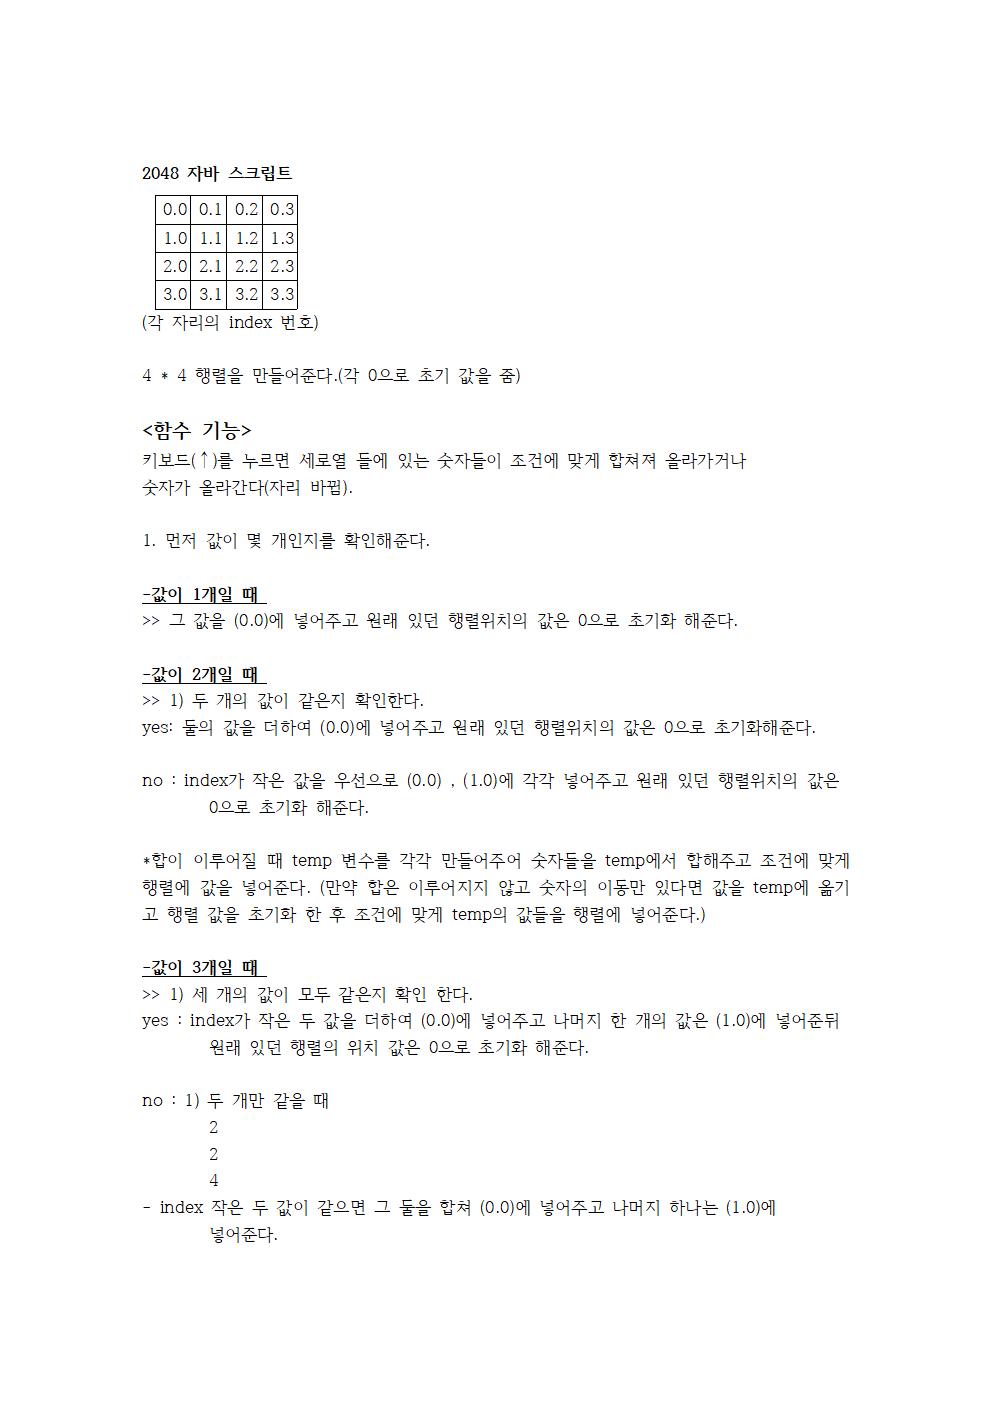 2048 자바 스크립트
0.0 0.1 0.2 0.3
1.0 1.1 1.2 1.3
2.0 2.1 2.2 2.3
3.0 3.1 3.2 3.3
(각 자리의 index 번호)
4 * 4 행렬을 만들어준다.(각 0으로 초기 값을 줌)
<함수 기능>
키보드(↑)를 누르면 세로열 들에 있는 숫자들이 조건에 맞게 합쳐져 올라가거나
숫자가 올라간다(자리 바뀜).
1. 먼저 값이 몇 개인지를 확인해준다.
-값이 1개일 때
>> 그 값을 (0.0)에 넣어주고 원래 있던 행렬위치의 값은 0으로 초기화 해준다.
-값이 2개일 때
>> 1) 두 개의 값이 같은지 확인한다.
yes: 둘의 값을 더하여 (0.0)에 넣어주고 원래 있던 행렬위치의 값은 0으로 초기화해준다.
no : index가 작은 값을 우선으로 (0.0) , (1.0)에 각각 넣어주고 원래 있던 행렬위치의 값은
0으로 초기화 해준다.
*합이 이루어질 때 temp 변수를 각각 만들어주어 숫자들을 temp에서 합해주고 조건에 맞게
행렬에 값을 넣어준다. (만약 합은 이루어지지 않고 숫자의 이동만 있다면 값을 temp에 옮기
고 행렬 값을 초기화 한 후 조건에 맞게 temp의 값들을 행렬에 넣어준다.)
-값이 3개일 때
>> 1) 세 개의 값이 모두 같은지 확인 한다.
yes : index가 작은 두 값을 더하여 (0.0)에 넣어주고 나머지 한 개의 값은 (1.0)에 넣어준뒤
원래 있던 행렬의 위치 값은 0으로 초기화 해준다.
no : 1) 두 개만 같을 때
2
2
4
- index 작은 두 값이 같으면 그 둘을 합쳐 (0.0)에 넣어주고 나머지 하나는 (1.0)에
넣어준다.